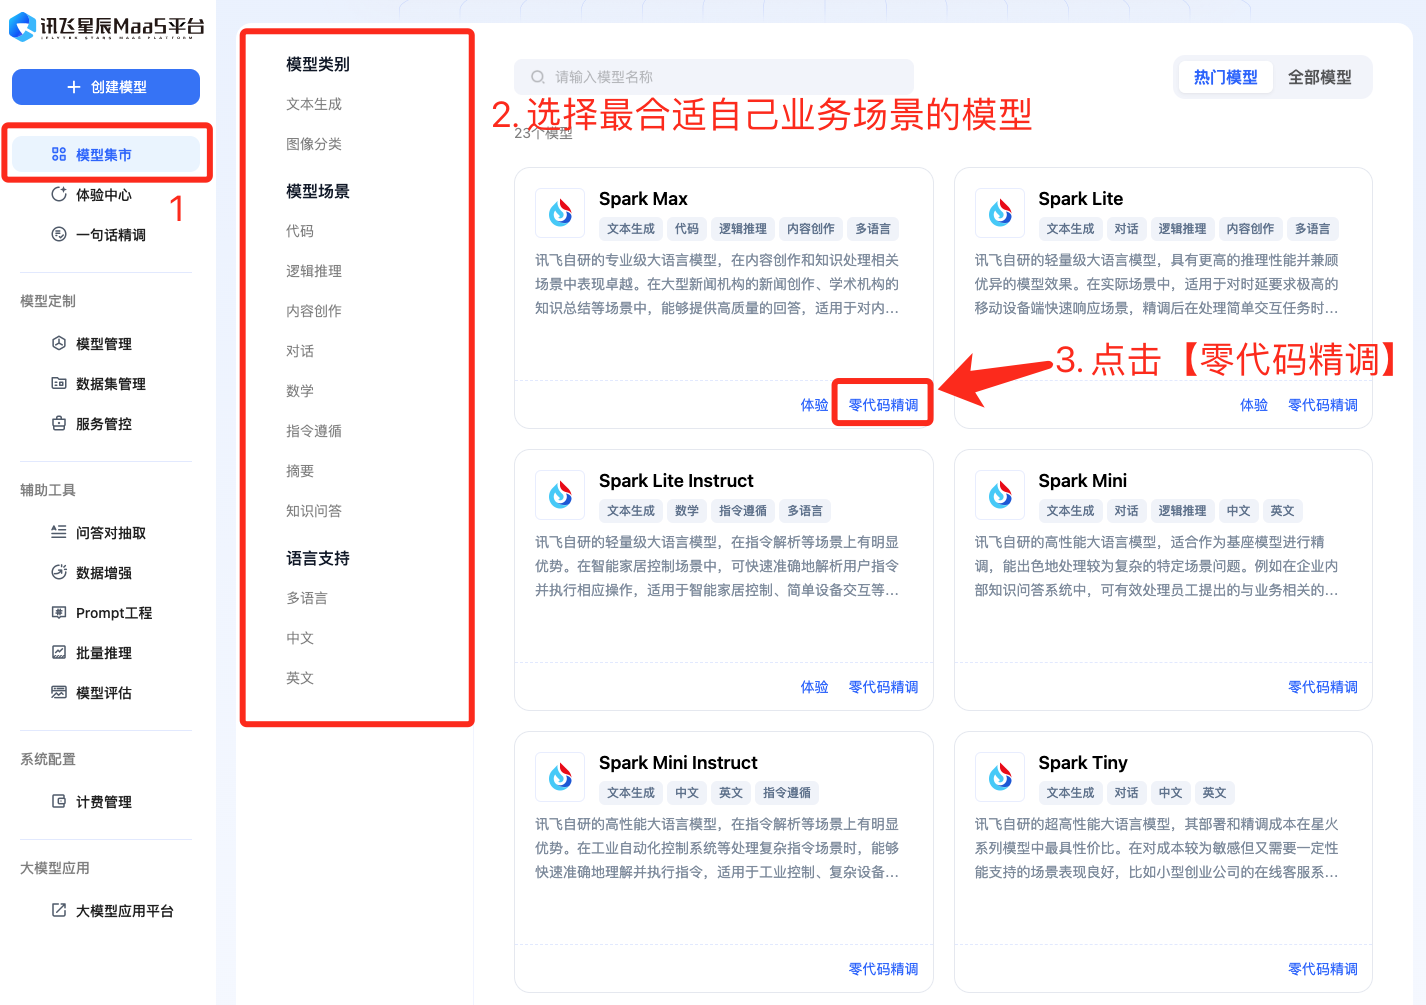 讯飞星辰MaaS平台
IFLYTEK STARS MAAS PLATFORM
创建模型
模型集市
体验中心
1
一句话精调
模型定制
模型管理
数据集管理
服务管控
辅助工具
问答对抽取
数据增强
Prompt工程
批量推理
模型评估
系统配置
计费管理
大模型应用
大模型应用平台
模型类别
文本生成
图像分类
模型场景
代码
逻辑推理
内容创作
对话
数学
指令遵循
摘要
知识问答
语言支持
多语言
中文
英文
请输入模型名称
热门模型 全部模型
2. 选择最合适自己业务场景的模型
23个模型
Spark Max
文本生成 代码 逻辑推理 内容创作 多语言
讯飞自研的专业级大语言模型，在内容创作和知识处理相关
场景中表现卓越。在大型新闻机构的新闻创作、学术机构的
知识总结等场景中，能够提供高质量的回答，适用于对内...
体验 零代码精调
Spark Lite
文本生成 对话 逻辑推理 内容创作 多语言
讯飞自研的轻量级大语言模型，具有更高的推理性能并兼顾
优异的模型效果。在实际场景中，适用于对时延要求极高的
移动设备端快速响应场景，精调后在处理简单交互任务时...
3. 点击【零代码精调】
体验 零代码精调
Spark Lite Instruct
文本生成 数学 指令遵循 多语言
讯飞自研的轻量级大语言模型，在指令解析等场景上有明显
优势。在智能家居控制场景中，可快速准确地解析用户指令
并执行相应操作，适用于智能家居控制、简单设备交互等...
体验 零代码精调
Spark Mini
文本生成 对话 逻辑推理 中文 英文
讯飞自研的高性能大语言模型，适合作为基座模型进行精
调，能出色地处理较为复杂的特定场景问题。例如在企业内
部知识问答系统中，可有效处理员工提出的与业务相关的...
零代码精调
Spark Mini Instruct
文本生成 中文 英文 指令遵循
讯飞自研的高性能大语言模型，在指令解析等场景上有明显
优势。在工业自动化控制系统等处理复杂指令场景时，能够
快速准确地理解并执行指令，适用于工业控制、复杂设备...
零代码精调
Spark Tiny
文本生成 对话 中文 英文
讯飞自研的超高性能大语言模型，其部署和精调成本在星火
系列模型中最具性价比。在对成本较为敏感但又需要一定性
能支持的场景表现良好，比如小型创业公司的在线客服系...
零代码精调